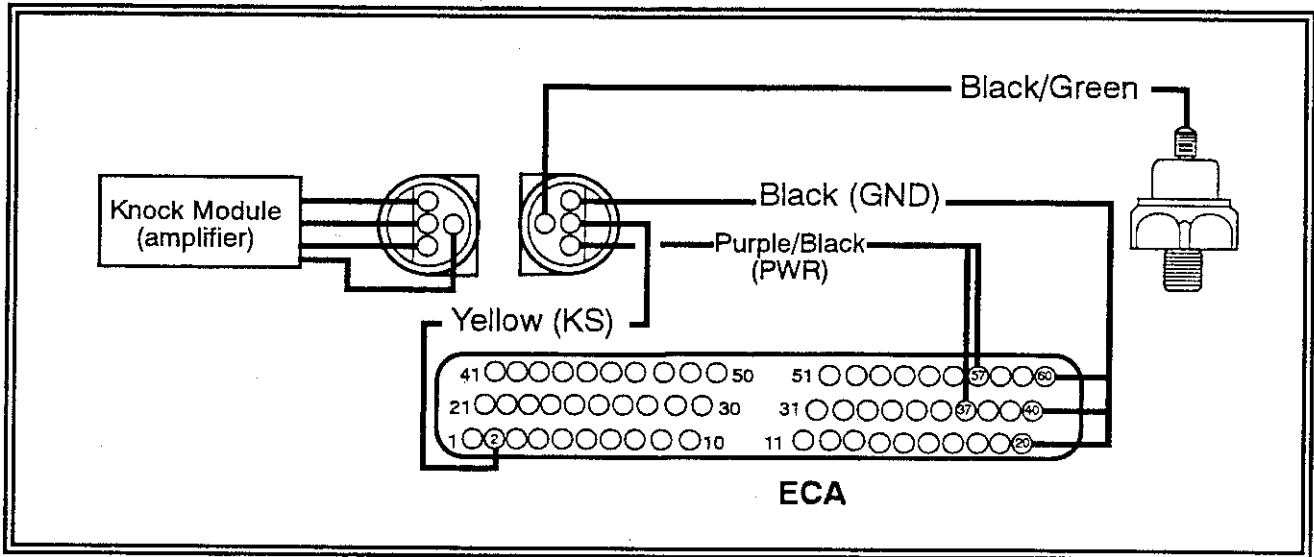 Black/Green
Knock Module
(amplifier)
Black (GND)
Purple/Black
(PWR)
Yellow (KS)
41 50 51 57 60
21 30 31 37 40
1 2 10 11 20
ECA